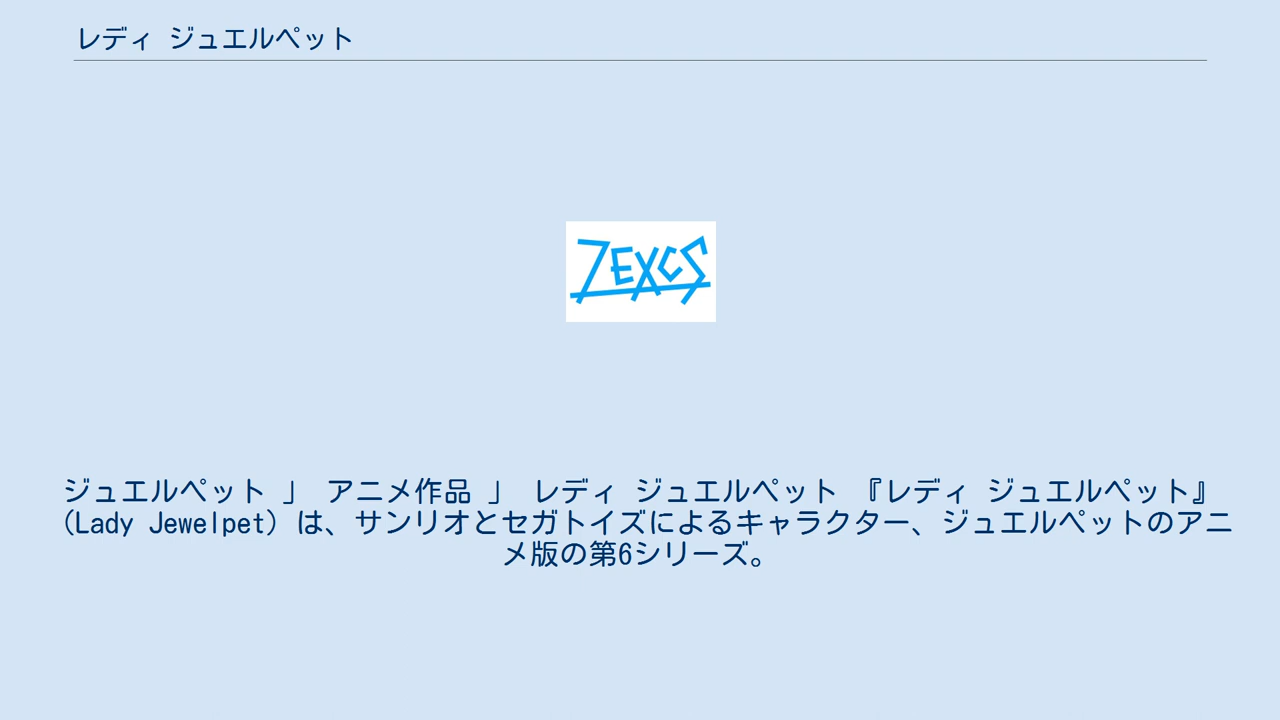 レディ ジュエルペット
ZEXCS
ジュエルペット 」 アニメ作品 」 レディ ジュエルペット 『レディ ジュエルペット』
(Lady Jewelpet) は、サンリオとセガトイズによるキャラクター、ジュエルペットのアニ
メ版の第6シリーズ。